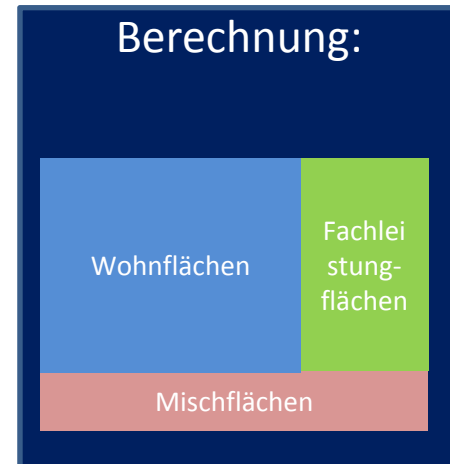 Berechnung:
Wohnflächen
Fachlei
stung-
flächen
Mischflächen